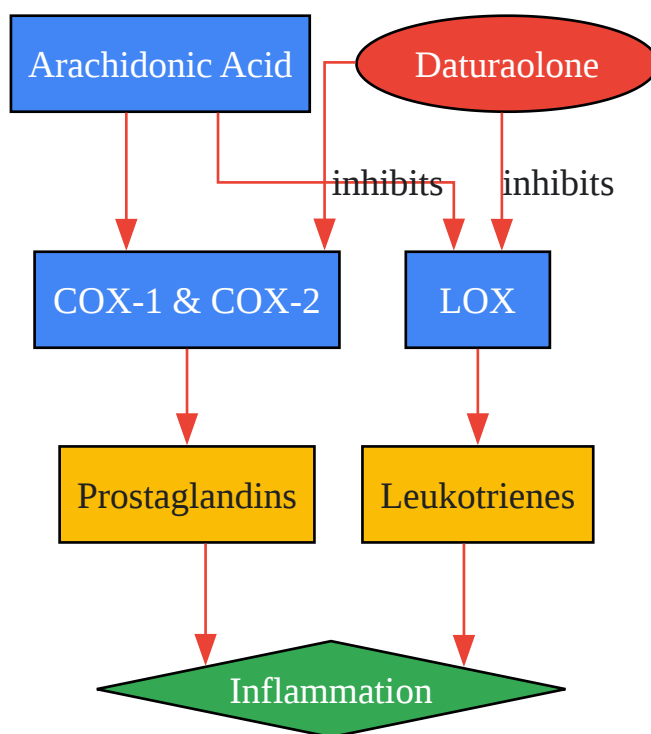 Arachidonic Acid
Daturaolone
inhibits
inhibits
COX-1 & COX-2
LOX
Prostaglandins
Leukotrienes
Inflammation